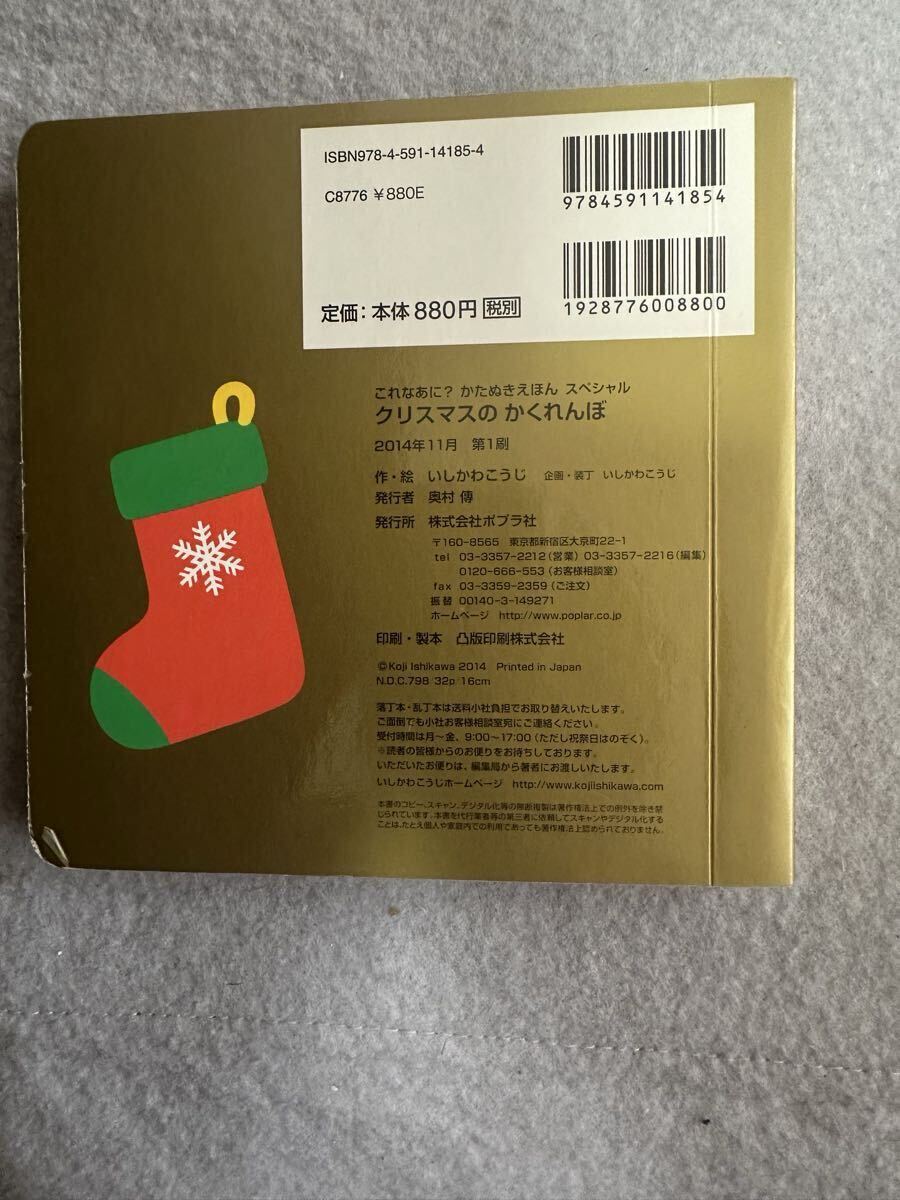 ISBN978-4-591-14185-4
C8776 ¥880E
9784591141854
1928776008800
定価：本体880円 税別
これなあに？ かたぬきえほん スペシャル
クリスマスの かくれんぼ
2014年11月 第1刷
作・絵 いしかわこうじ 企画・装丁 いしかわこうじ
発行者 奥村 傳
発行所 株式会社ポプラ社
〒160-8565 東京都新宿区大京町22-1
tel 03-3357-2212（営業）03-3357-2216（編集）
0120-666-553（お客様相談室）
fax 03-3359-2359（ご注文）
振替 00140-3-149271
ホームページ http://www.poplar.co.jp
印刷・製本 凸版印刷株式会社
©Koji Ishikawa 2014 Printed in Japan
N.D.C.798 32p 16cm
落丁本・乱丁本は送料小社負担でお取り替えいたします。
ご面倒でも小社お客様相談室宛にご連絡ください。
受付時間は月〜金、9:00〜17:00（ただし祝祭日はのぞく）。
※読者の皆様からのお便りをお待ちしております。
いただいたお便りは、編集局から著者にお渡しいたします。
いしかわこうじホームページ http://www.kojiishikawa.com
本書のコピー、スキャン、デジタル化等の無断複製は著作権法上での例外を除き禁
じられています。本書を代行業者等の第三者に依頼してスキャンやデジタル化する
ことは、たとえ個人や家庭内での利用であっても著作権法上認められておりません。